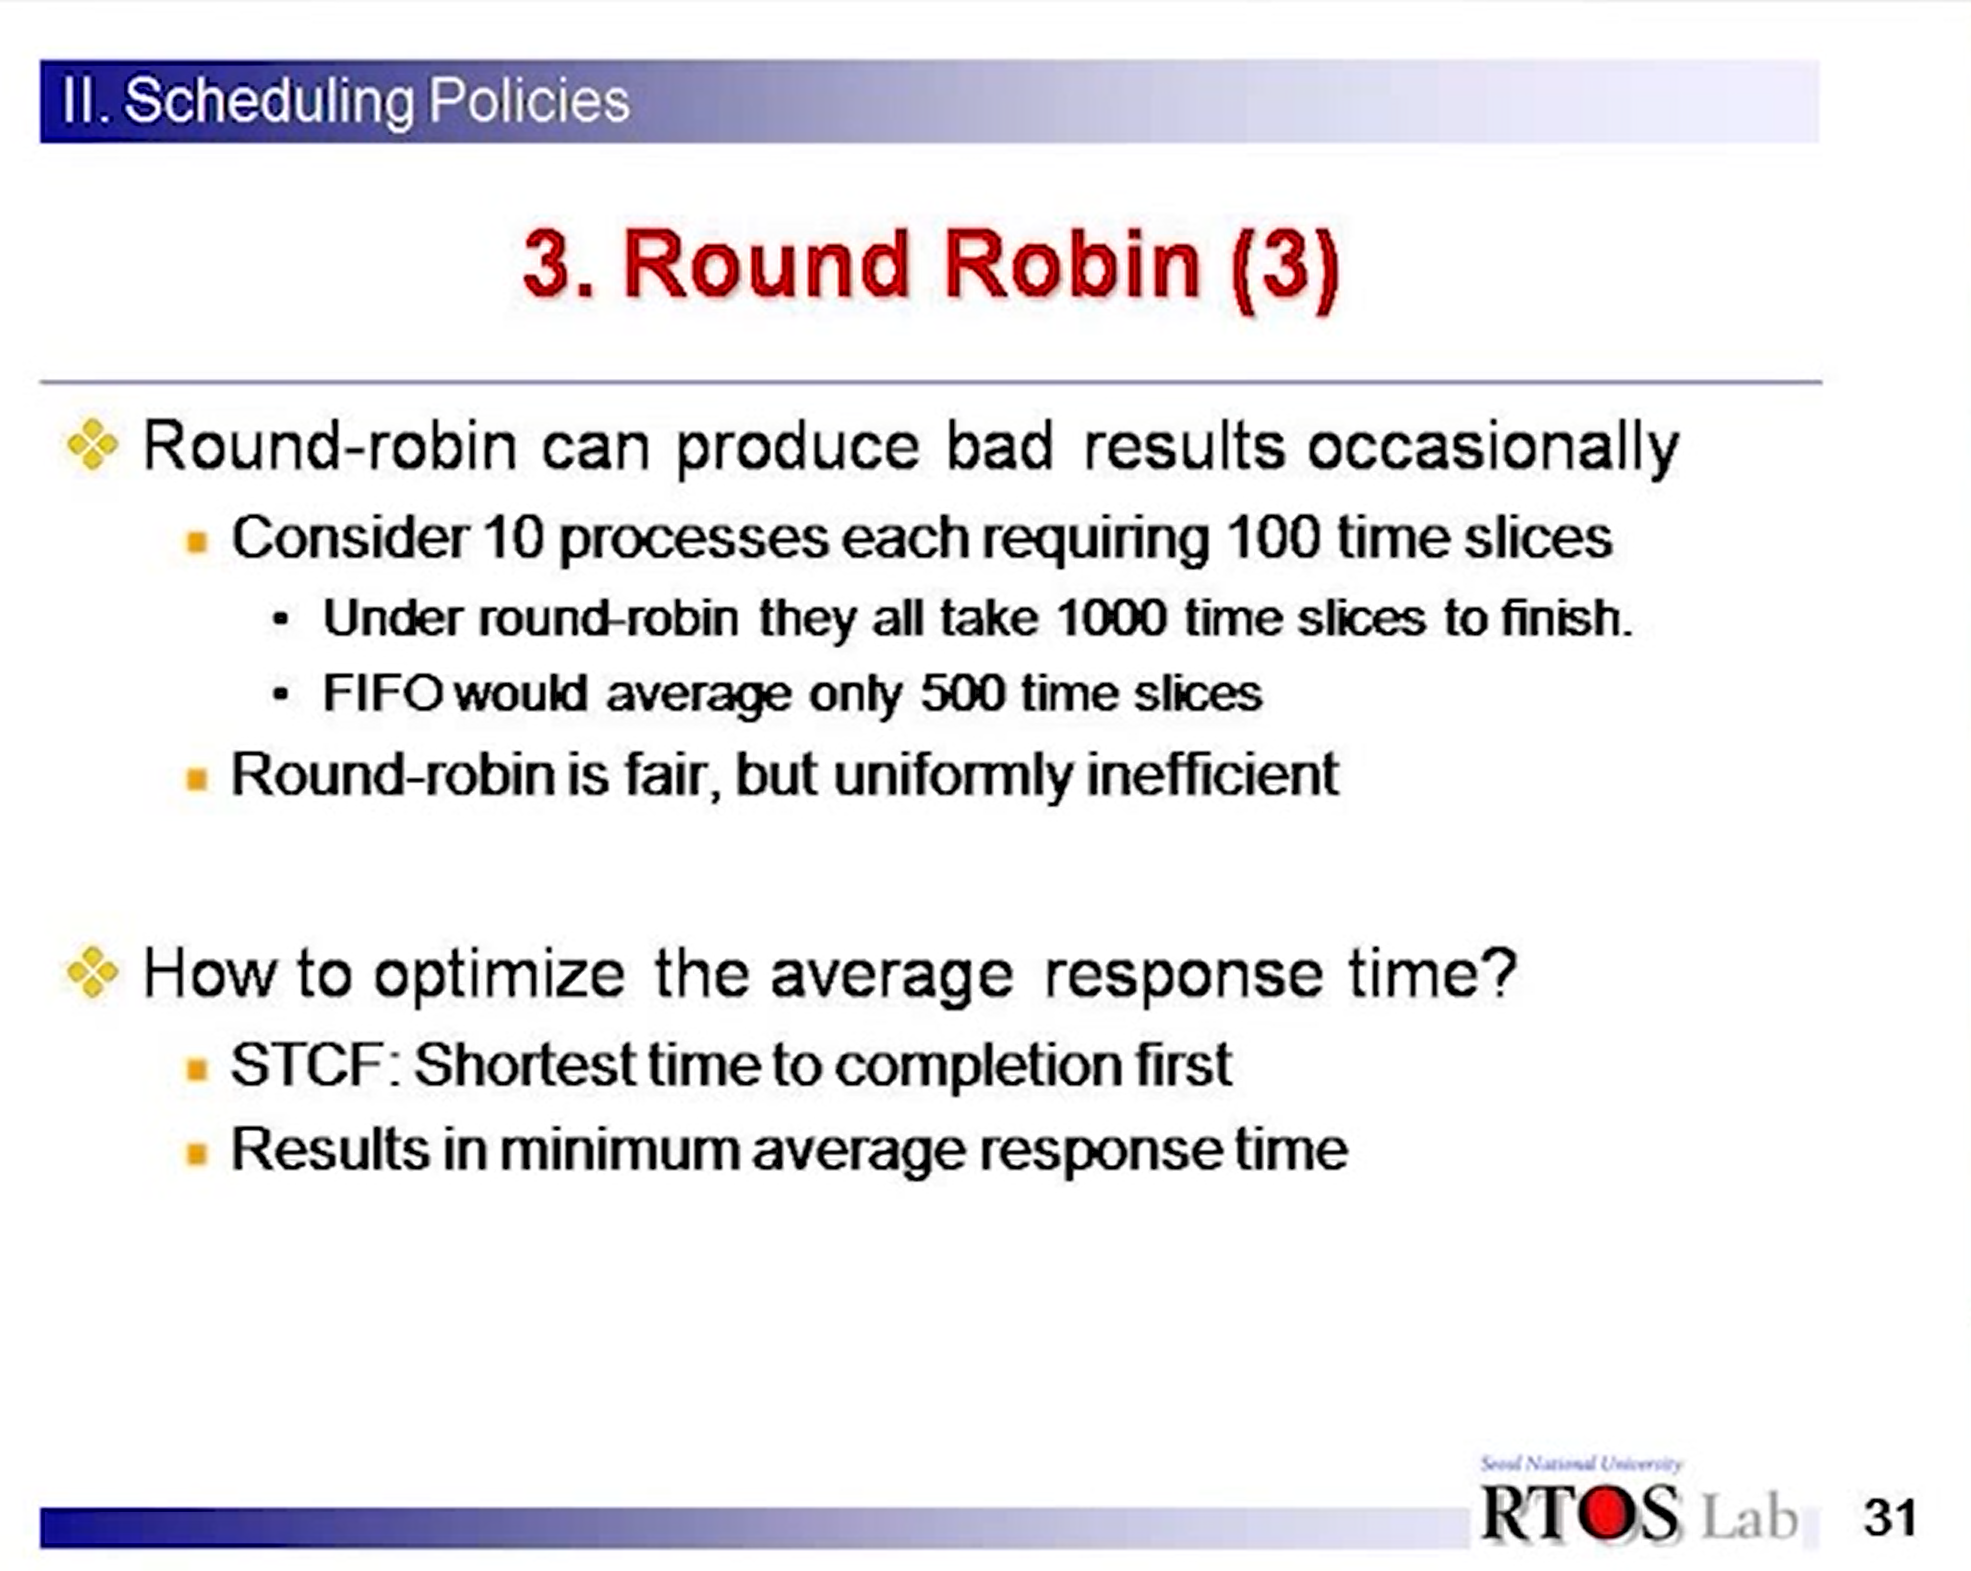 II. Scheduling Policies
3. Round Robin (3)
Round-robin can produce bad results occasionally
Consider 10 processes each requiring 100 time slices
• Under round-robin they all take 1000 time slices to finish.
• FIFO would average only 500 time slices
Round-robin is fair, but uniformly inefficient
How to optimize the average response time?
STCF: Shortest time to completion first
Results in minimum average response time
Seoul National University
RTOS Lab
31